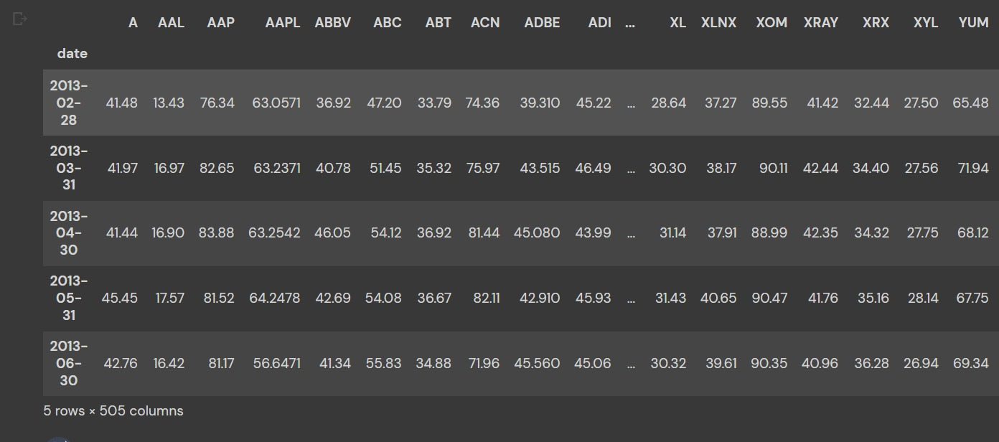 A AAL AAP AAPL ABBV ABC ABT ACN ADBE ADI ... XL XLNX XOM XRAY XRX XYL YUM
date
2013-
02-
28 41.48 13.43 76.34 63.0571 36.92 47.20 33.79 74.36 39.310 45.22 ... 28.64 37.27 89.55 41.42 32.44 27.50 65.48
2013-
03-
31 41.97 16.97 82.65 63.2371 40.78 51.45 35.32 75.97 43.515 46.49 ... 30.30 38.17 90.11 42.44 34.40 27.56 71.94
2013-
04-
30 41.44 16.90 83.88 63.2542 46.05 54.12 36.92 81.44 45.080 43.99 ... 31.14 37.91 88.99 42.35 34.32 27.75 68.12
2013-
05-
31 45.45 17.57 81.52 64.2478 42.69 54.08 36.67 82.11 42.910 45.93 ... 31.43 40.65 90.47 41.76 35.16 28.14 67.75
2013-
06-
30 42.76 16.42 81.17 56.6471 41.34 55.83 34.88 71.96 45.560 45.06 ... 30.32 39.61 90.35 40.96 36.28 26.94 69.34
5 rows × 505 columns